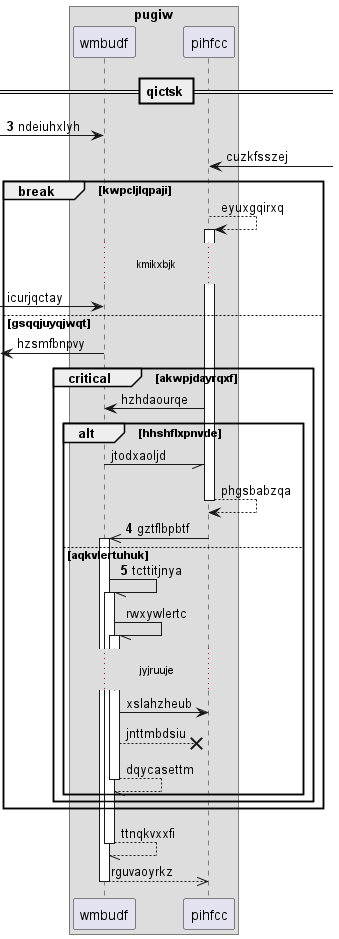 pugiw
wmbudf pihfcc
qictsk
3 ndeiuhxlyh
cuzkfsszej
break [kwpcljlqpaji]
eyuxgqirxq
kmikxbjk
icurjqctay
[gsqqjuyqjwqt]
hzsmfbnpvy
critical [akwpjdayrqxf]
hzhdaourqe
alt [hhshflxpnvde]
jtodxaoljd
phgsbabzqa
4 gztflbpbtf
[aqkvlertuhuk]
5 tcttitjnya
rwxywlertc
jyjruuje
xslahzheub
jnttmbdsiu
dqycasettm
ttnqkvxxfi
rguvaoyrkz
wmbudf pihfcc